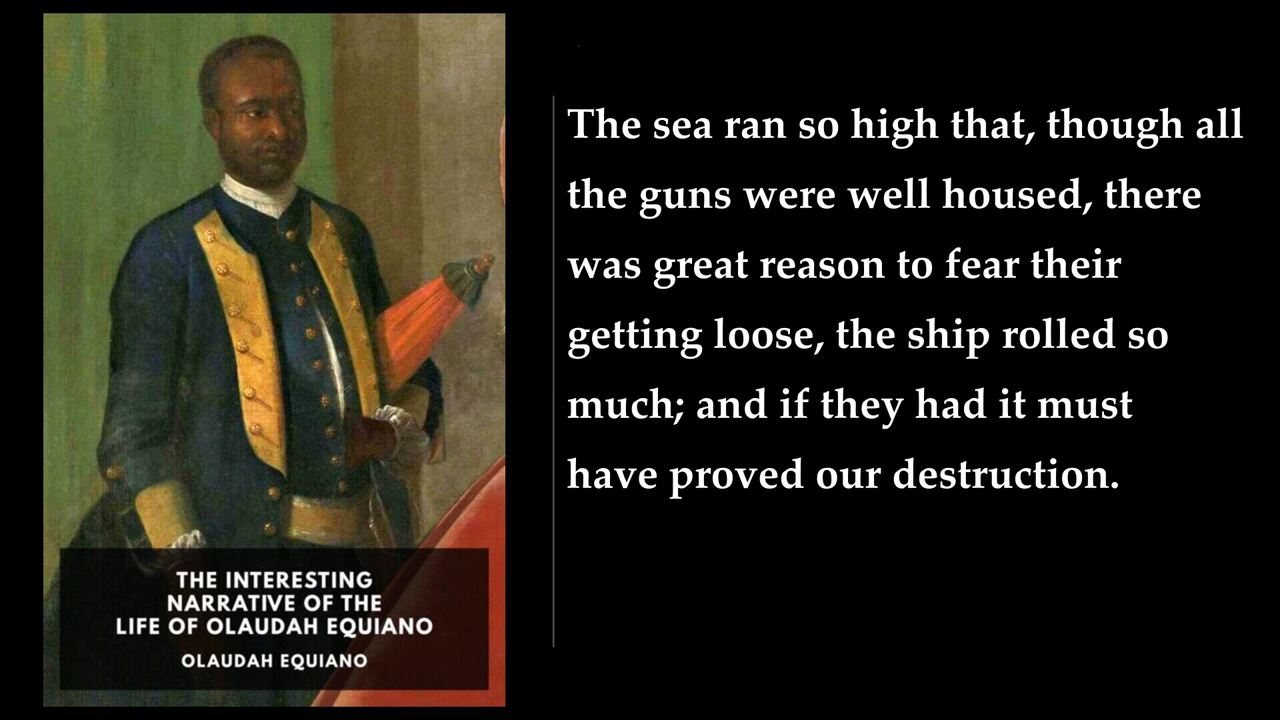 THE INTERESTING
NARRATIVE OF THE
LIFE OF OLAUDAH EQUIANO
OLAUDAH EQUIANO
The sea ran so high that, though all
the guns were well housed, there
was great reason to fear their
getting loose, the ship rolled so
much; and if they had it must
have proved our destruction.